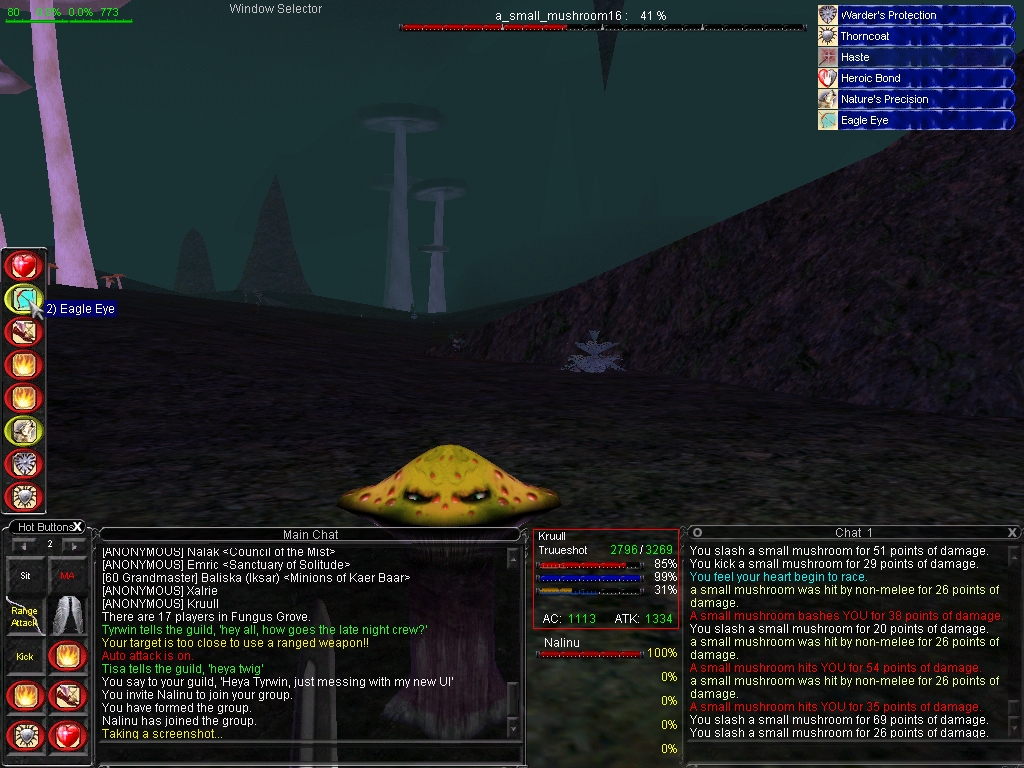 80 0.0% 0.0% 773
Window Selector
a_small_mushroom16 : 41 %
Warder's Protection
Thorncoat
Haste
Heroic Bond
Nature's Precision
Eagle Eye
2) Eagle Eye
Hot Buttons X
2
Sit
MA
Range Attack
Kick
Main Chat
[ANONYMOUS] Nalak <Council of the Mist>
[ANONYMOUS] Emric <Sanctuary of Solitude>
[60 Grandmaster] Baliska (Iksar) <Minions of Kaer Baar>
[ANONYMOUS] Xalrie
[ANONYMOUS] Kruull
There are 17 players in Fungus Grove.
Tyrwin tells the guild, 'hey all, how goes the late night crew?'
Your target is too close to use a ranged weapon!!
Auto attack is on.
Tisa tells the guild, 'heya twig'
You say to your guild, 'Heya Tyrwin, just messing with my new UI'
You invite Nalinu to join your group.
You have formed the group.
Nalinu has joined the group.
Taking a screenshot...
Kruull
Truueshot 2796/3269
85%
99%
31%
AC: 1113 ATK: 1334
Nalinu
100%
0%
0%
0%
0%
O Chat 1 X
You slash a small mushroom for 51 points of damage.
You kick a small mushroom for 29 points of damage.
You feel your heart begin to race.
a small mushroom was hit by non-melee for 26 points of
damage.
A small mushroom bashes YOU for 38 points of damage.
You slash a small mushroom for 20 points of damage.
a small mushroom was hit by non-melee for 26 points of
damage.
A small mushroom hits YOU for 54 points of damage.
a small mushroom was hit by non-melee for 26 points of
damage.
A small mushroom hits YOU for 35 points of damage.
You slash a small mushroom for 69 points of damage.
You slash a small mushroom for 26 points of damage.